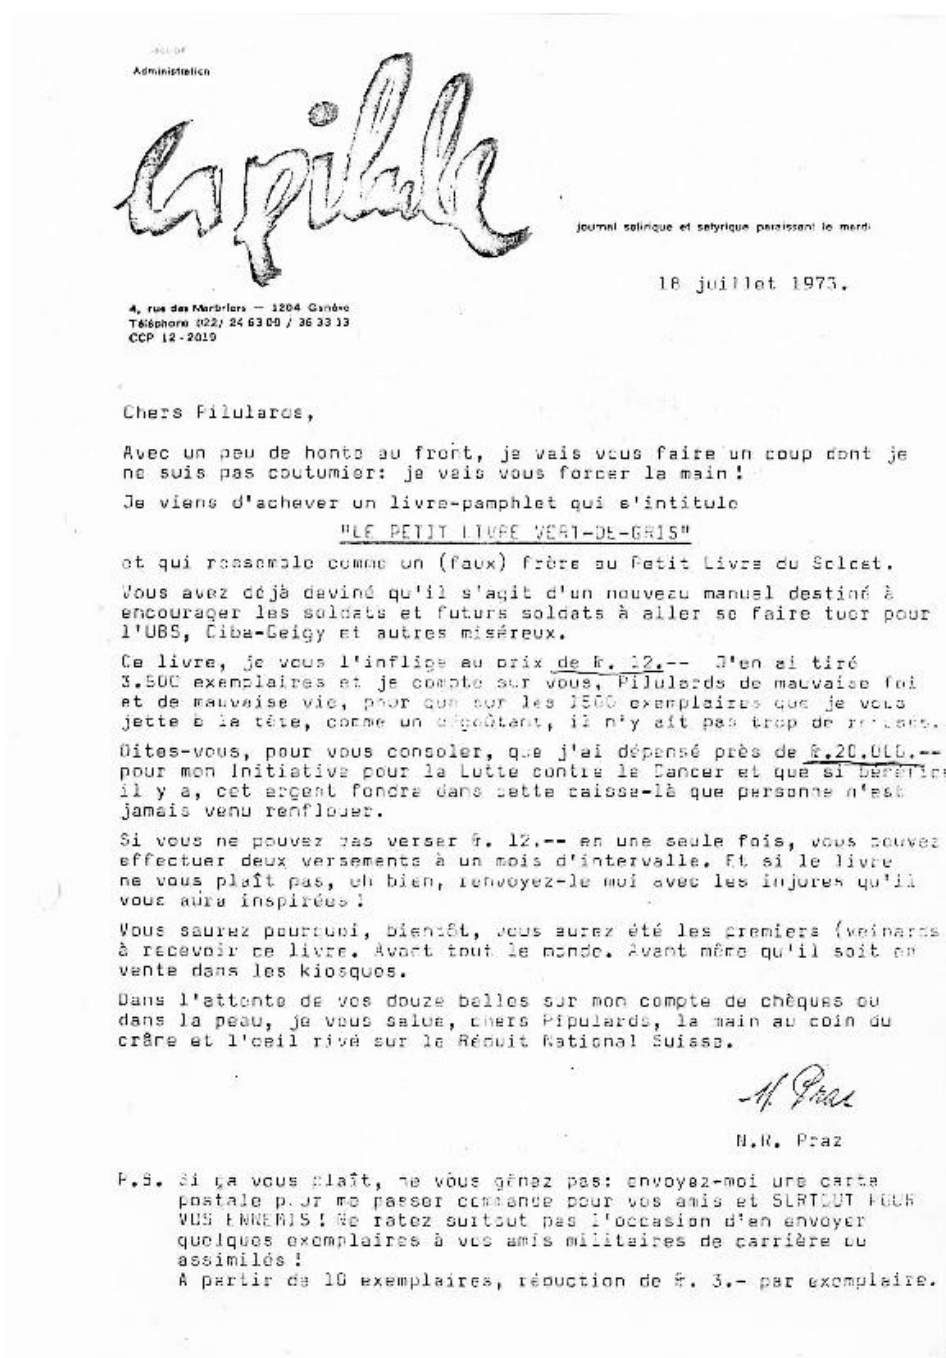 Administration
la pilule
journal satirique et satyrique paraissant le mardi
18 juillet 1973.
4, rue des Marbriers — 1204 Genève
Téléphone (022) 24 63 00 / 36 33 13
CCP 12-2019
Chers Pilulards,
Avec un peu de honte au front, je vais vous faire un coup dont je
ne suis pas coutumier: je vais vous forcer la main !
Je viens d'achever un livre-pamphlet qui s'intitule
"LE PETIT LIVRE VERT-DE-GRIS"
et qui ressemble comme un (faux) frère au Petit Livre du Soldat.
Vous avez déjà deviné qu'il s'agit d'un nouveau manuel destiné à
encourager les soldats et futurs soldats à aller se faire tuer pour
l'UBS, Ciba-Geigy et autres miséreux.
Ce livre, je vous l'inflige au prix de fr. 12.-- J'en ai tiré
3.500 exemplaires et je compte sur vous, Pilulards de mauvaise foi
et de mauvaise vie, pour que sur les 1500 exemplaires que je vous
jette à la tête, comme un dégoûtant, il n'y ait pas trop de retours.
Dites-vous, pour vous consoler, que j'ai dépensé près de fr.20.000.--
pour mon Initiative pour la Lutte contre le Cancer et que si bénéfice
il y a, cet argent fondra dans cette caisse-là que personne n'est
jamais venu renflouer.
Si vous ne pouvez pas verser fr. 12.-- en une seule fois, vous pouvez
effectuer deux versements à un mois d'intervalle. Et si le livre
ne vous plaît pas, eh bien, renvoyez-le moi avec les injures qu'il
vous aura inspirées !
Vous saurez pourquoi, bientôt, vous aurez été les premiers (veinards
à recevoir ce livre. Avant tout le monde. Avant même qu'il soit en
vente dans les kiosques.
Dans l'attente de vos douze balles sur mon compte de chèques ou
dans la peau, je vous salue, chers Pipulards, la main au coin du
crâne et l'oeil rivé sur le Réduit National Suisse.
N. Praz
N.R. Praz
P.S. Si ça vous plaît, ne vous gênez pas: envoyez-moi une carte
postale pour me passer commande pour vos amis et SURTOUT POUR
VOS ENNEMIS ! Ne ratez surtout pas l'occasion d'en envoyer
quelques exemplaires à vos amis militaires de carrière ou
assimilés !
A partir de 10 exemplaires, réduction de fr. 3.- par exemplaire.